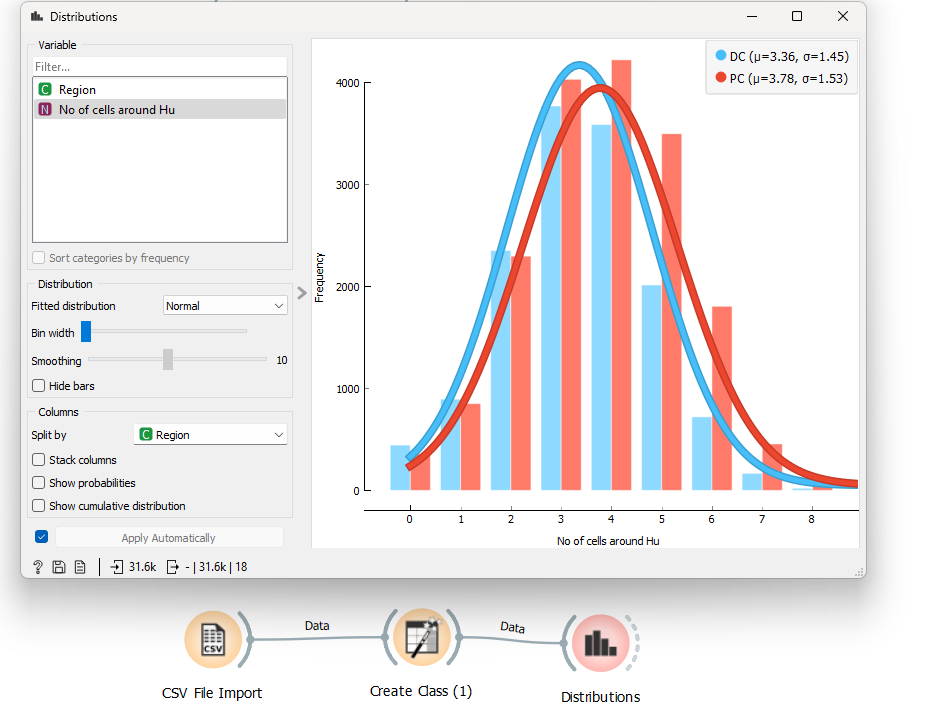 Distributions
Variable
Filter...
C Region
N No of cells around Hu
Sort categories by frequency
Distribution
Fitted distribution Normal
Bin width
Smoothing 10
Hide bars
Columns
Split by C Region
Stack columns
Show probabilities
Show cumulative distribution
Apply Automatically
? 31.6k - | 31.6k | 18
DC (μ=3.36, σ=1.45)
PC (μ=3.78, σ=1.53)
Frequency
4000
3000
2000
1000
0
0 1 2 3 4 5 6 7 8
No of cells around Hu
Data Data
CSV
CSV File Import Create Class (1) Distributions